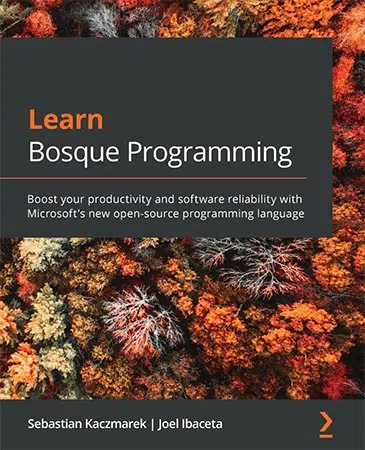 Learn
Bosque Programming
Boost your productivity and software reliability with
Microsoft's new open-source programming language
Sebastian Kaczmarek | Joel Ibaceta